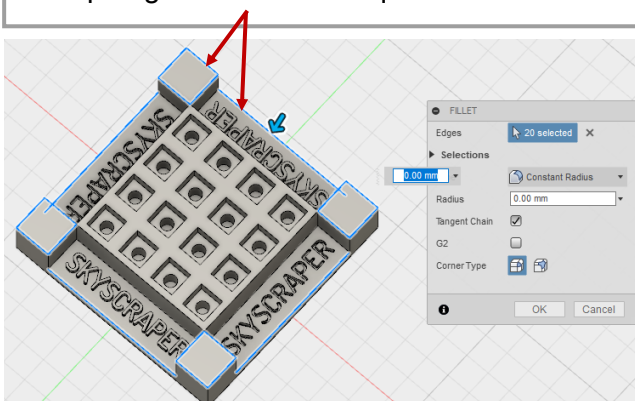 FILLET
Edges 20 selected
Selections
0.00 mm Constant Radius
Radius 0.00 mm
Tangent Chain
G2
Corner Type
OK Cancel
SKYSCRAPER
SKYSCRAPER
SKYSCRAPER
SKYSCRAPER